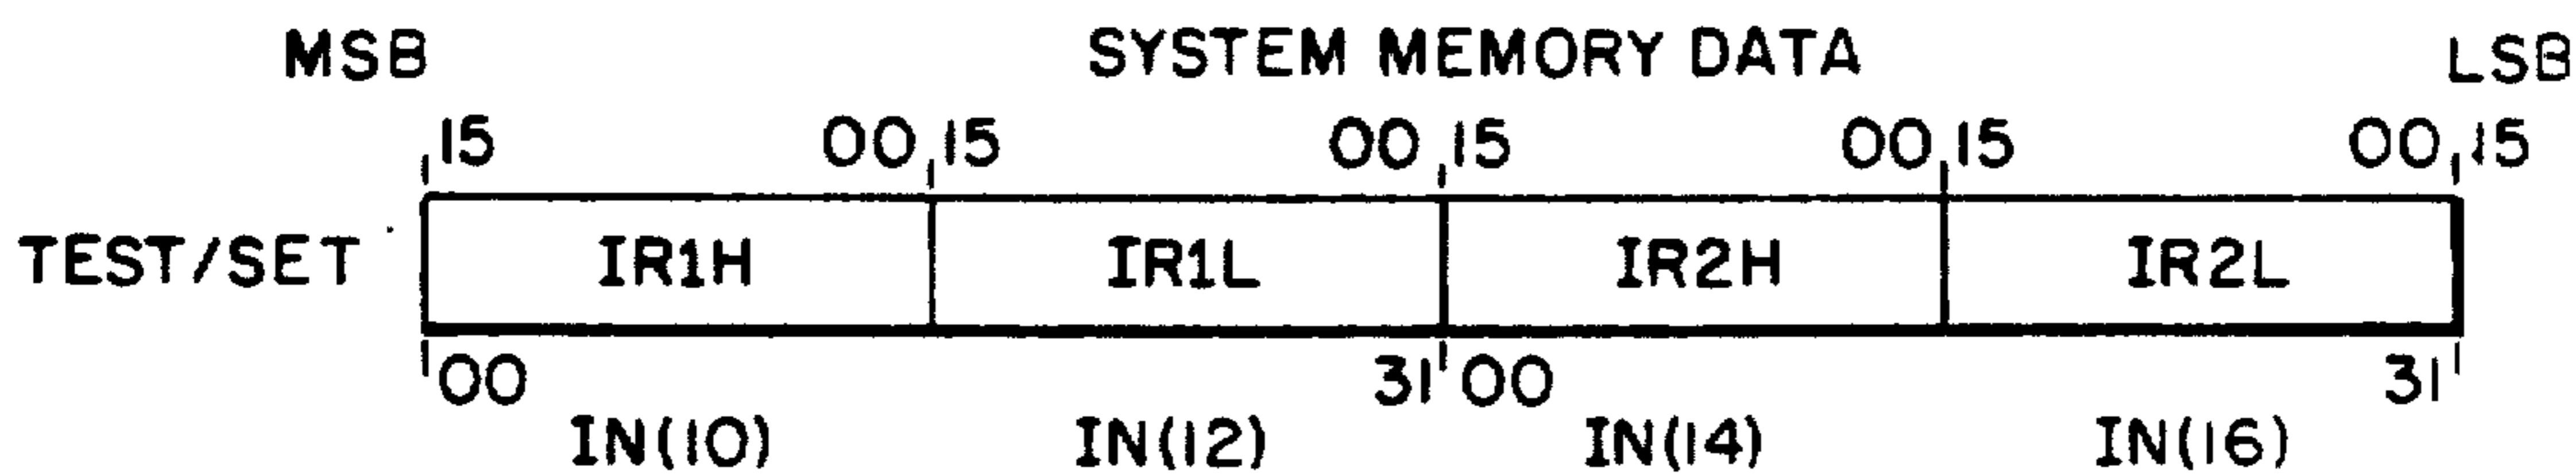 MSB SYSTEM MEMORY DATA LSB
15 00 15 00 15 00 15 00 15
TEST/SET IR1H IR1L IR2H IR2L
00 31 00 31
IN(10) IN(12) IN(14) IN(16)